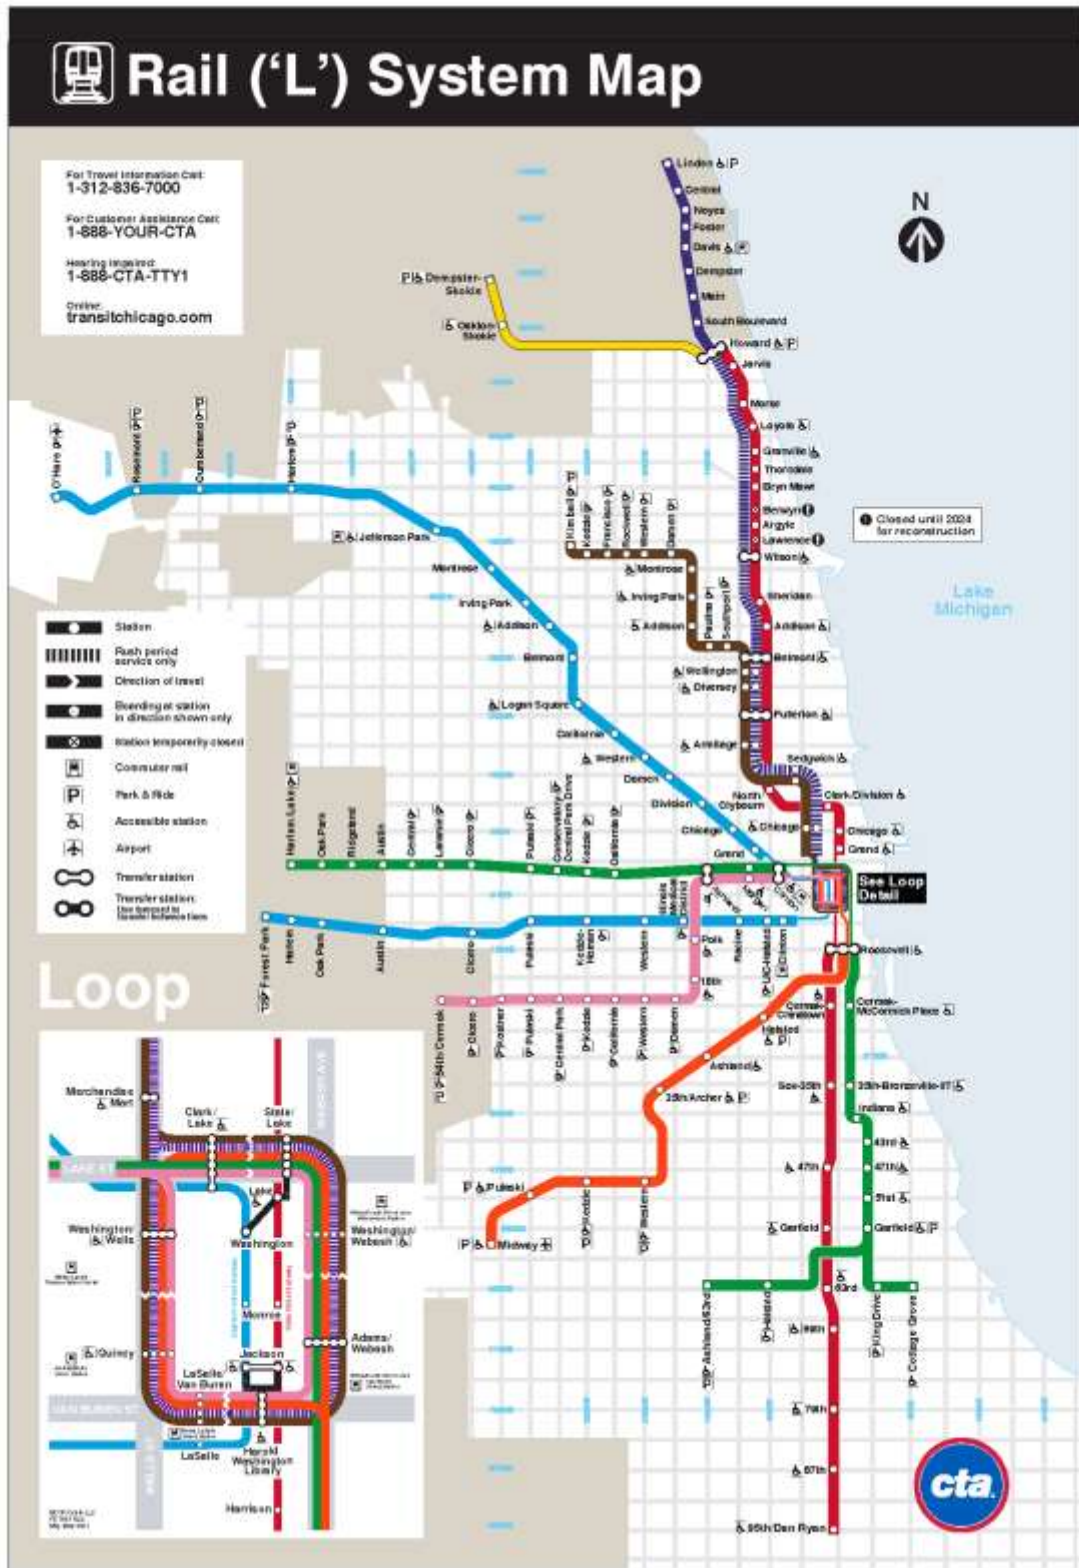 Rail (‘L’) System Map
For Travel Information Call:
1-312-836-7000
For Customer Assistance Call:
1-888-YOUR-CTA
Hearing Impaired:
1-888-CTA-TTY1
Online:
transitchicago.com
N
Linden
Central
Noyes
Foster
Davis
Dempster
Main
South Boulevard
Howard
Jarvis
Morse
Loyola
Granville
Thorndale
Bryn Mawr
Berwyn
Argyle
Lawrence
Wilson
Sheridan
Addison
Belmont
Fullerton
North
Clybourn
Clark/Division
Chicago
Grand
Roosevelt
Dempster-
Skokie
Oakton-
Skokie
Closed until 2024
for reconstruction
Lake
Michigan
O'Hare
Rosemont
Cumberland
Harlem
Jefferson Park
Montrose
Irving Park
Addison
Belmont
Logan Square
California
Western
Damen
Division
Chicago
Grand
Clinton
Kimball
Kedzie
Francisco
Rockwell
Western
Damen
Montrose
Irving Park
Addison
Paulina
Southport
Wellington
Diversey
Armitage
Sedgwick
Chicago
See Loop
Detail
Station
Rush period
service only
Direction of travel
Boarding at station
in direction shown only
Station temporarily closed
Commuter rail
P
Park & Ride
Accessible station
Airport
Transfer station
Transfer station:
Harlem/Lake
Oak Park
Ridgeland
Austin
Central
Laramie
Cicero
Pulaski
Conservatory
Central Park Drive
Kedzie
California
Ashland
Forest Park
Harlem
Oak Park
Austin
Cicero
Pulaski
Kedzie-
Homan
Western
Illinois
Medical
District
Racine
UIC-Halsted
Clinton
Polk
18th
54th/Cermak
Cicero
Kostner
Pulaski
Central Park
Kedzie
California
Western
Damen
Cermak-
Chinatown
Cermak-
McCormick Place
Halsted
Ashland
35th/Archer
Western
Kedzie
Pulaski
Midway
Sox-35th
35th-Bronzeville-IIT
Indiana
43rd
47th
47th
51st
Garfield
Garfield
63rd
Ashland/63rd
Halsted
King Drive
Cottage Grove
69th
79th
87th
95th/Dan Ryan
Loop
Merchandise
Mart
Clark/
Lake
State/
Lake
LAKE ST
Lake
Washington/
Wells
Washington
Washington/
Wabash
Monroe
Quincy
Jackson
Adams/
Wabash
LaSalle/
Van Buren
VAN BUREN ST
LaSalle
Harold
Washington
Library
Harrison
cta